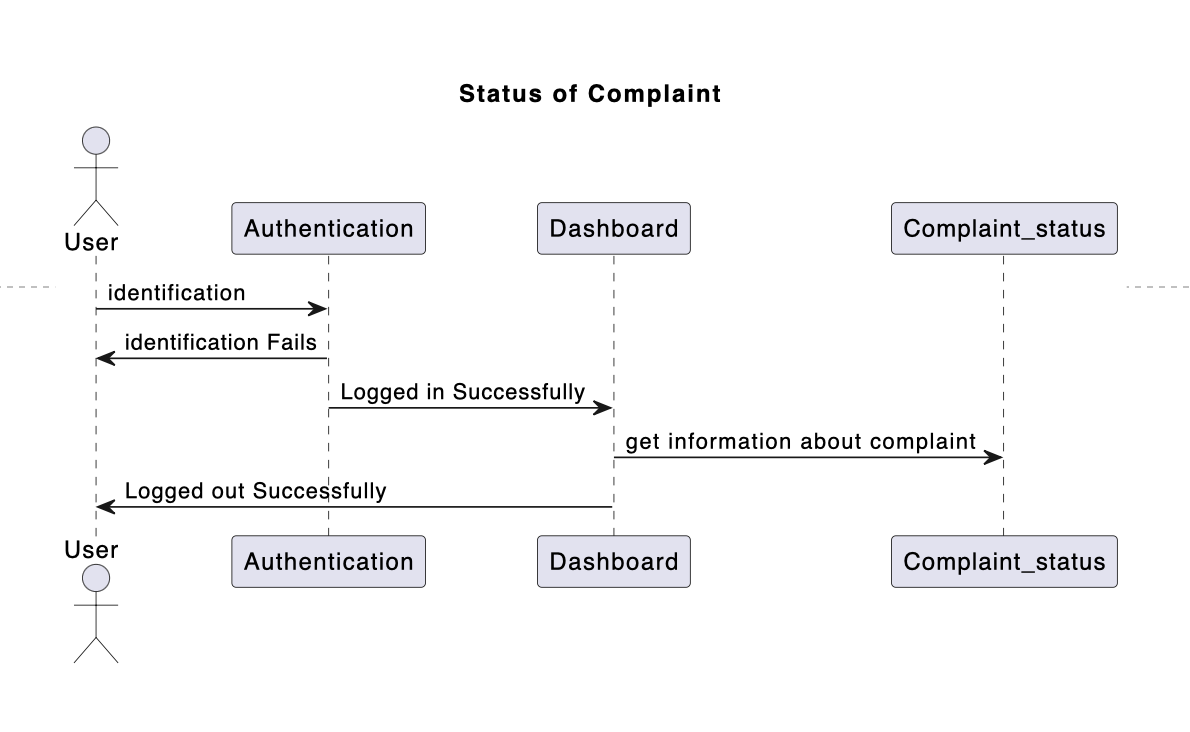 Status of Complaint
User
Authentication
Dashboard
Complaint_status
identification
identification Fails
Logged in Successfully
get information about complaint
Logged out Successfully
User
Authentication
Dashboard
Complaint_status